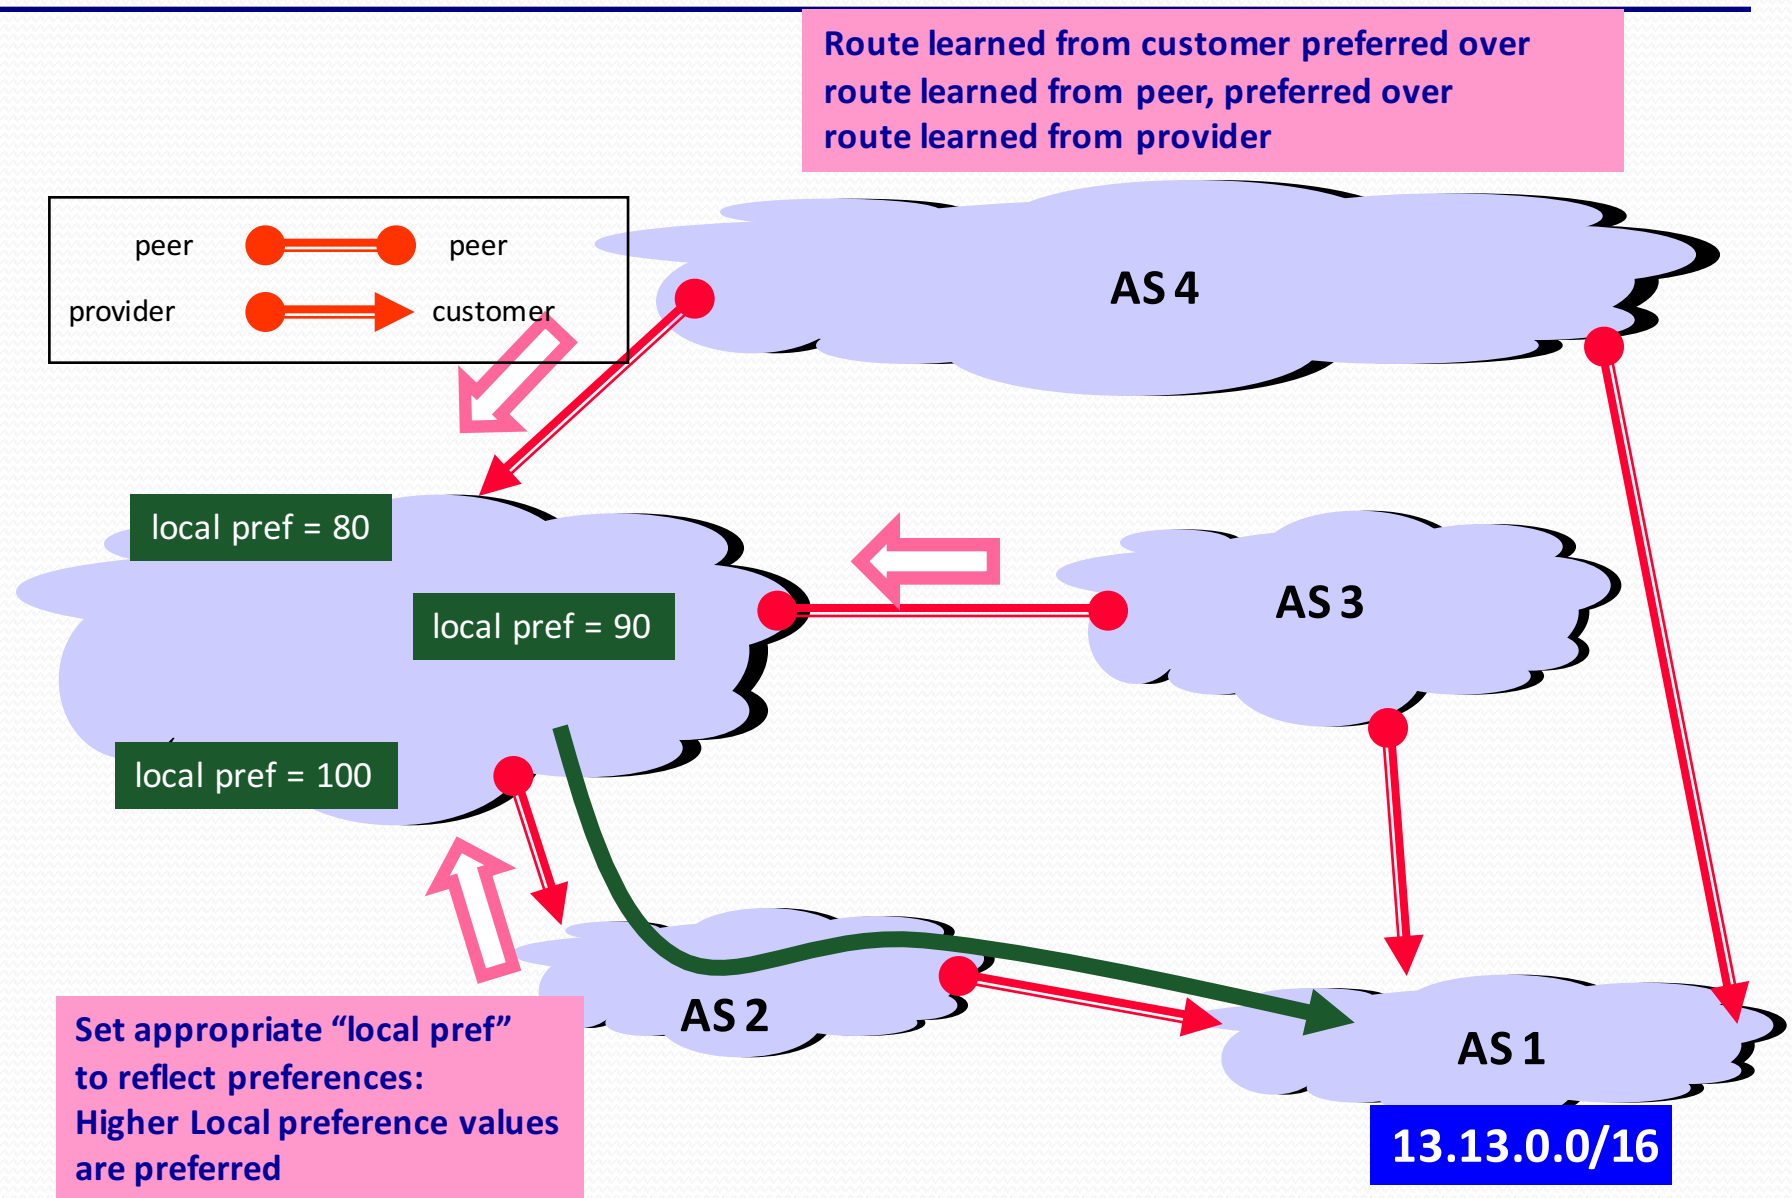 Route learned from customer preferred over
route learned from peer, preferred over
route learned from provider
peer peer
provider customer
AS 4
local pref = 80
local pref = 90
AS 3
local pref = 100
AS 2
AS 1
Set appropriate “local pref”
to reflect preferences:
Higher Local preference values
are preferred
13.13.0.0/16